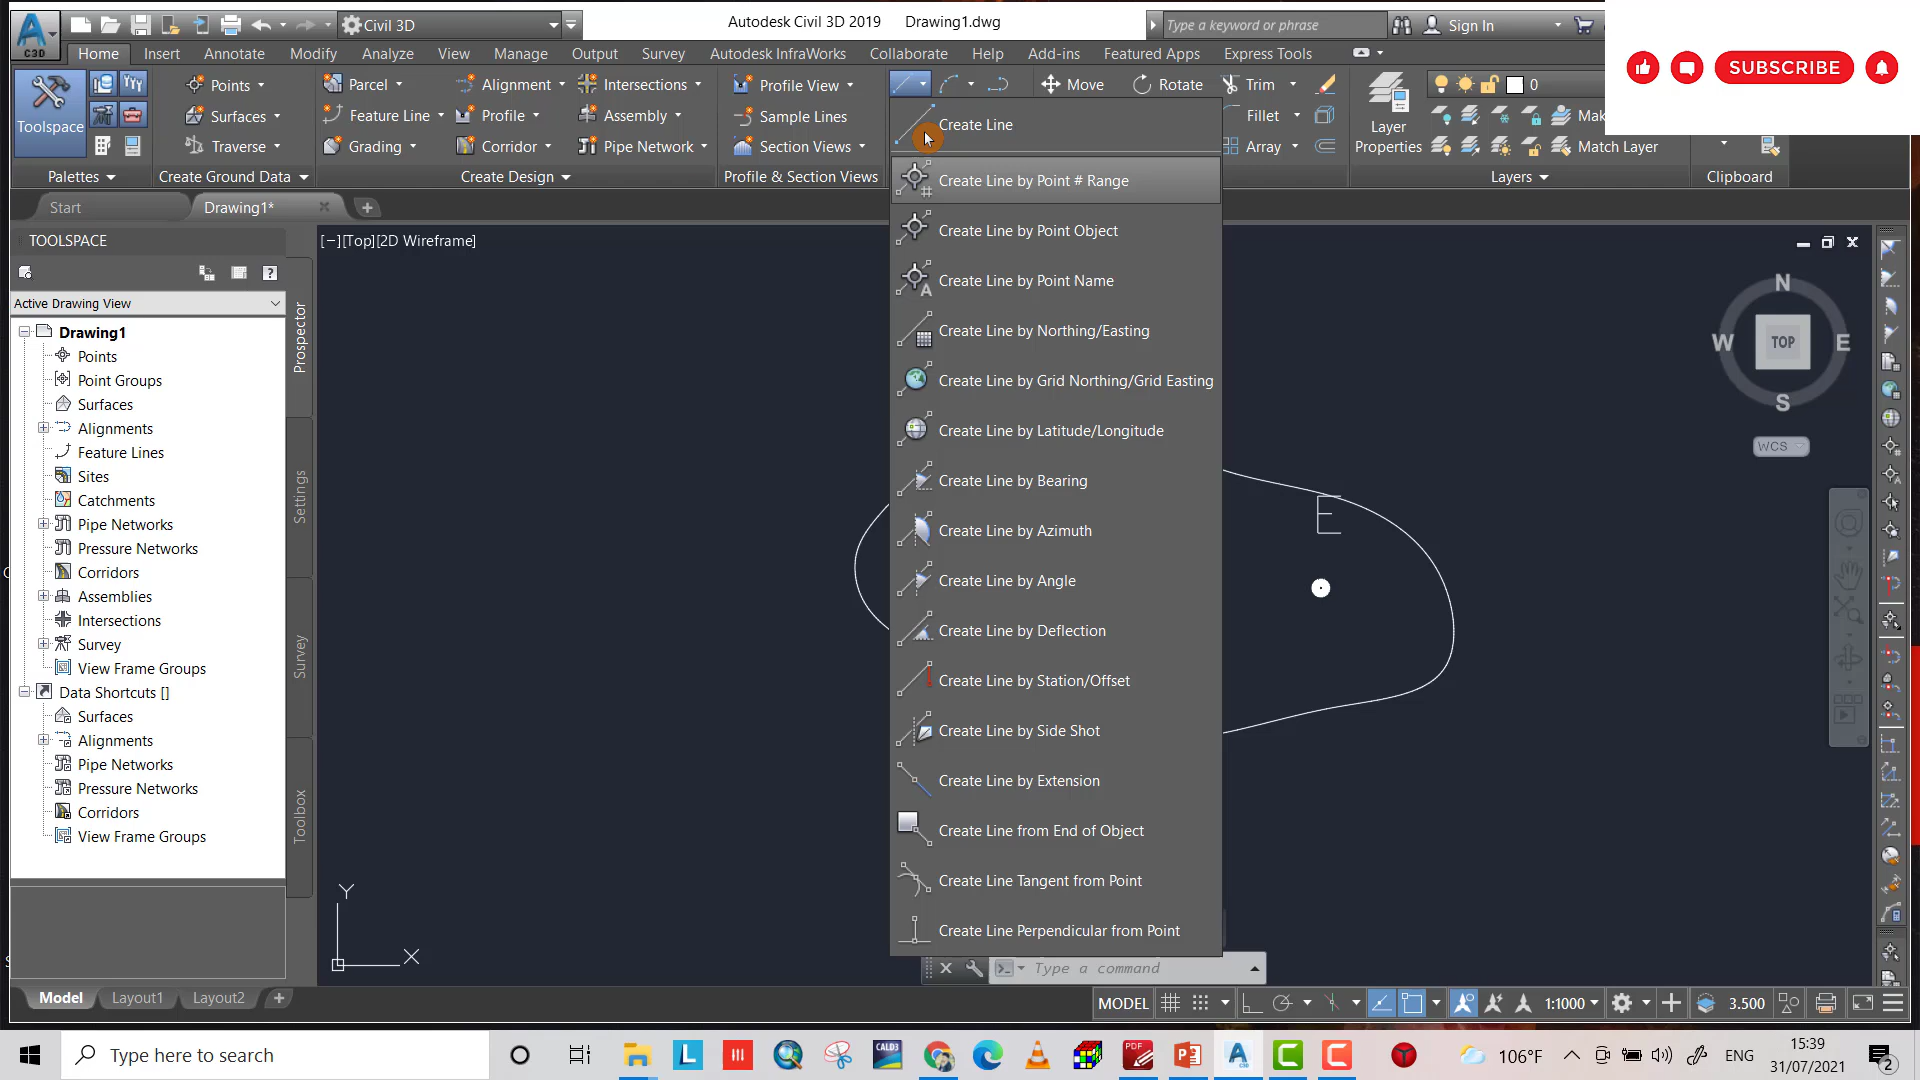 C3D
Civil 3D
Autodesk Civil 3D 2019 Drawing1.dwg
Type a keyword or phrase
Sign In
SUBSCRIBE
Home Insert Annotate Modify Analyze View Manage Output Survey Autodesk InfraWorks Collaborate Help Add-ins Featured Apps Express Tools
Points Parcel Alignment Intersections Profile View Move Rotate Trim 0
Toolspace Surfaces Feature Line Profile Assembly Sample Lines Fillet Layer Mak
Traverse Grading Corridor Pipe Network Section Views Array Properties Match Layer
Palettes Create Ground Data Create Design Profile & Section Views Layers Clipboard
Create Line
Create Line by Point # Range
Create Line by Point Object
Create Line by Point Name
Create Line by Northing/Easting
Create Line by Grid Northing/Grid Easting
Create Line by Latitude/Longitude
Create Line by Bearing
Create Line by Azimuth
Create Line by Angle
Create Line by Deflection
Create Line by Station/Offset
Create Line by Side Shot
Create Line by Extension
Create Line from End of Object
Create Line Tangent from Point
Create Line Perpendicular from Point
Start Drawing1*
TOOLSPACE
[−][Top][2D Wireframe]
Active Drawing View
Drawing1
Points
Point Groups
Surfaces
Alignments
Feature Lines
Sites
Catchments
Pipe Networks
Pressure Networks
Corridors
Assemblies
Intersections
Survey
View Frame Groups
Data Shortcuts []
Surfaces
Alignments
Pipe Networks
Pressure Networks
Corridors
View Frame Groups
Prospector
Settings
Survey
Toolbox
N
W TOP E
S
WCS
E
Y
X
Type a command
Model Layout1 Layout2
MODEL 1:1000 3.500
Type here to search
L
CALD3
PDF
P
C3D
C
C
106°F
ENG
15:39
31/07/2021
2